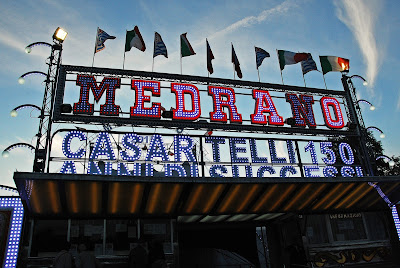 MEDRANO
CASARTELLI 150
ANNI DI SUCCESSI